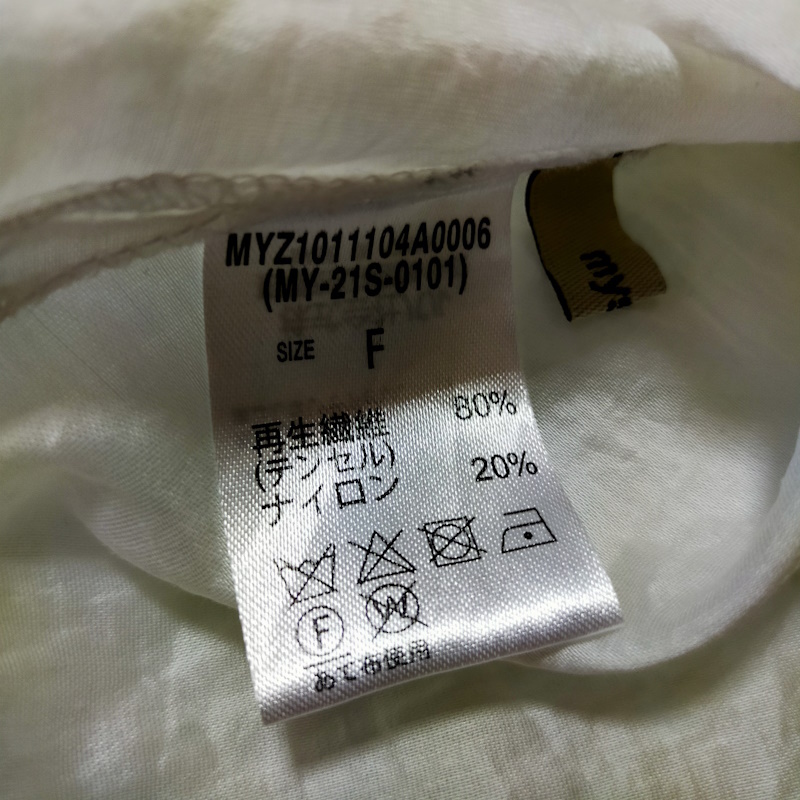 MYZ1011104A0006
(MY-21S-0101)
SIZE F
再生繊維 80%
(テンセル)
ナイロン 20%
F W
あて布使用